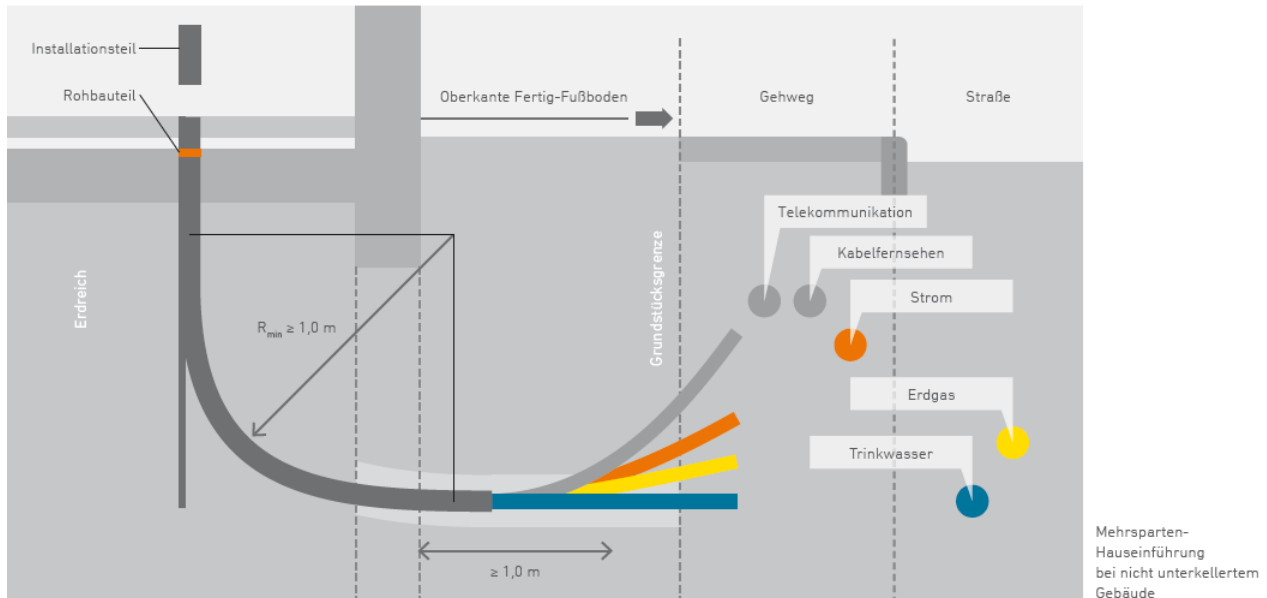 Installationsteil
Rohbauteil
Oberkante Fertig-Fußboden
Gehweg
Straße
Telekommunikation
Kabelfernsehen
Strom
Erdgas
Trinkwasser
Erdreich
Grundstücksgrenze
Rmin ≥ 1,0 m
≥ 1,0 m
Mehrsparten-
Hauseinführung
bei nicht unterkellertem
Gebäude